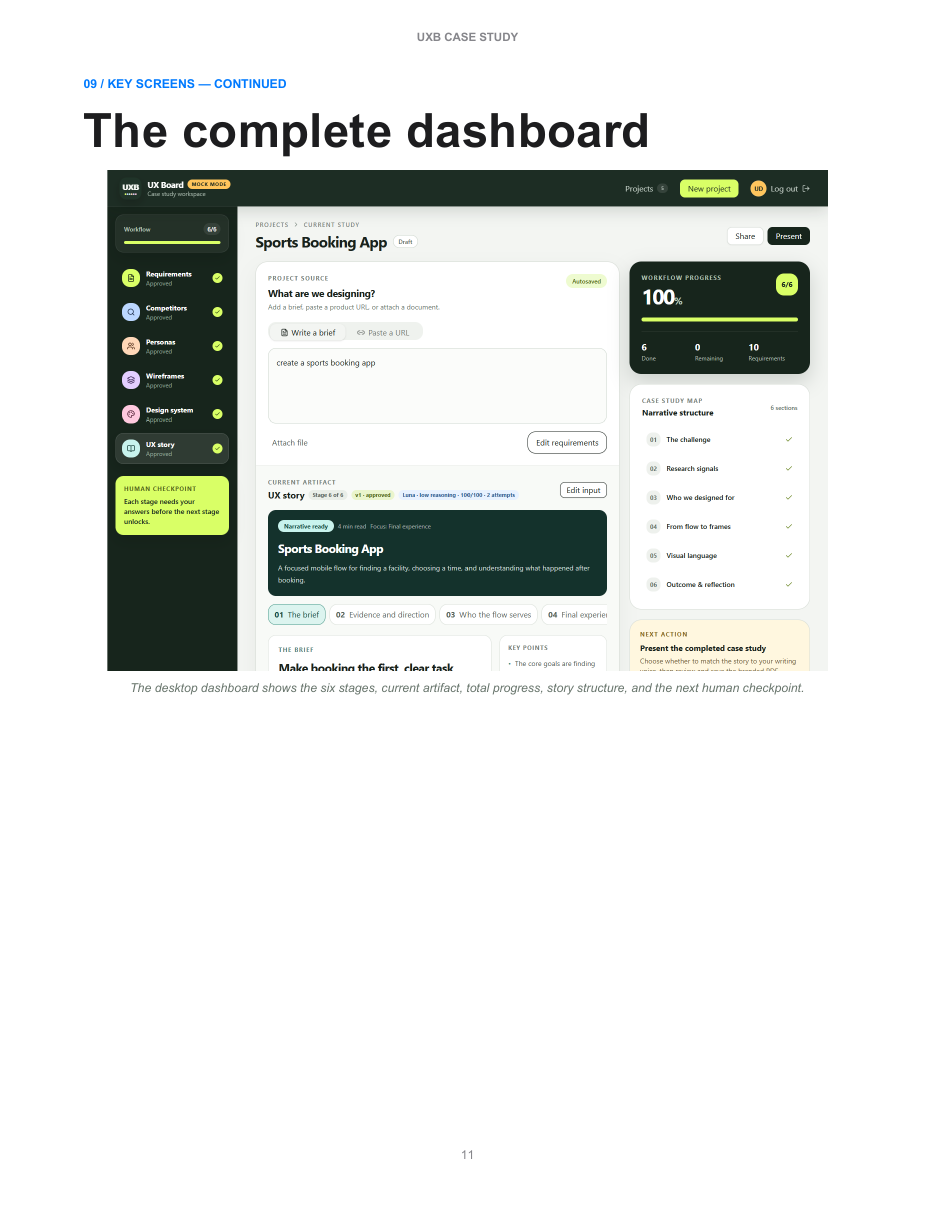 UXB CASE STUDY
09 / KEY SCREENS — CONTINUED
The complete dashboard
UXB
UX Board MOCK MODE
Case study workspace
Projects 5
New project
UD
Log out
Workflow 6/6
Requirements
Approved
Competitors
Approved
Personas
Approved
Wireframes
Approved
Design system
Approved
UX story
Approved
HUMAN CHECKPOINT
Each stage needs your
answers before the next stage
unlocks.
PROJECTS > CURRENT STUDY
Sports Booking App Draft
Share
Present
PROJECT SOURCE
Autosaved
What are we designing?
Add a brief, paste a product URL, or attach a document.
Write a brief
Paste a URL
create a sports booking app
Attach file
Edit requirements
CURRENT ARTIFACT
UX story Stage 6 of 6 v1 · approved Luna · low reasoning · 100/100 · 2 attempts
Edit input
Narrative ready 4 min read Focus: Final experience
Sports Booking App
A focused mobile flow for finding a facility, choosing a time, and understanding what happened after
booking.
01 The brief
02 Evidence and direction
03 Who the flow serves
04 Final experie
THE BRIEF
Make booking the first, clear task
KEY POINTS
• The core goals are finding
WORKFLOW PROGRESS
6/6
100%
6
Done
0
Remaining
10
Requirements
CASE STUDY MAP
Narrative structure
6 sections
01 The challenge
02 Research signals
03 Who we designed for
04 From flow to frames
05 Visual language
06 Outcome & reflection
NEXT ACTION
Present the completed case study
Choose whether to match the story to your writing
The desktop dashboard shows the six stages, current artifact, total progress, story structure, and the next human checkpoint.
11